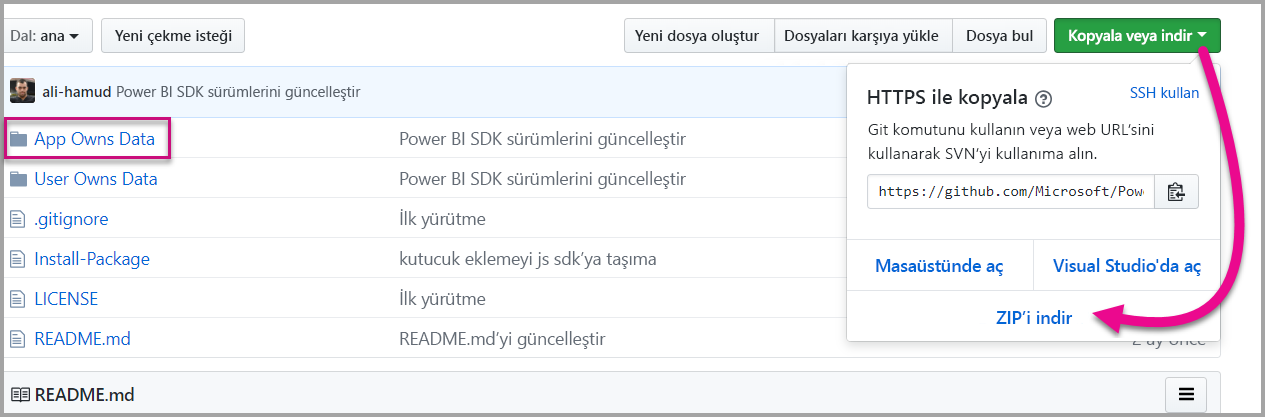 Dal: ana
Yeni çekme isteği
Yeni dosya oluştur
Dosyaları karşıya yükle
Dosya bul
Kopyala veya indir
ali-hamud Power BI SDK sürümlerini güncelleştir
HTTPS ile kopyala
SSH kullan
Git komutunu kullanın veya web URL'sini
kullanarak SVN'yi kullanıma alın.
https://github.com/Microsoft/Pow
Masaüstünde aç
Visual Studio'da aç
ZIP'i indir
App Owns Data Power BI SDK sürümlerini güncelleştir
User Owns Data Power BI SDK sürümlerini güncelleştir
.gitignore İlk yürütme
Install-Package kutucuk eklemeyi js sdk'ya taşıma
LICENSE İlk yürütme
README.md README.md'yi güncelleştir 2 ay önce
README.md